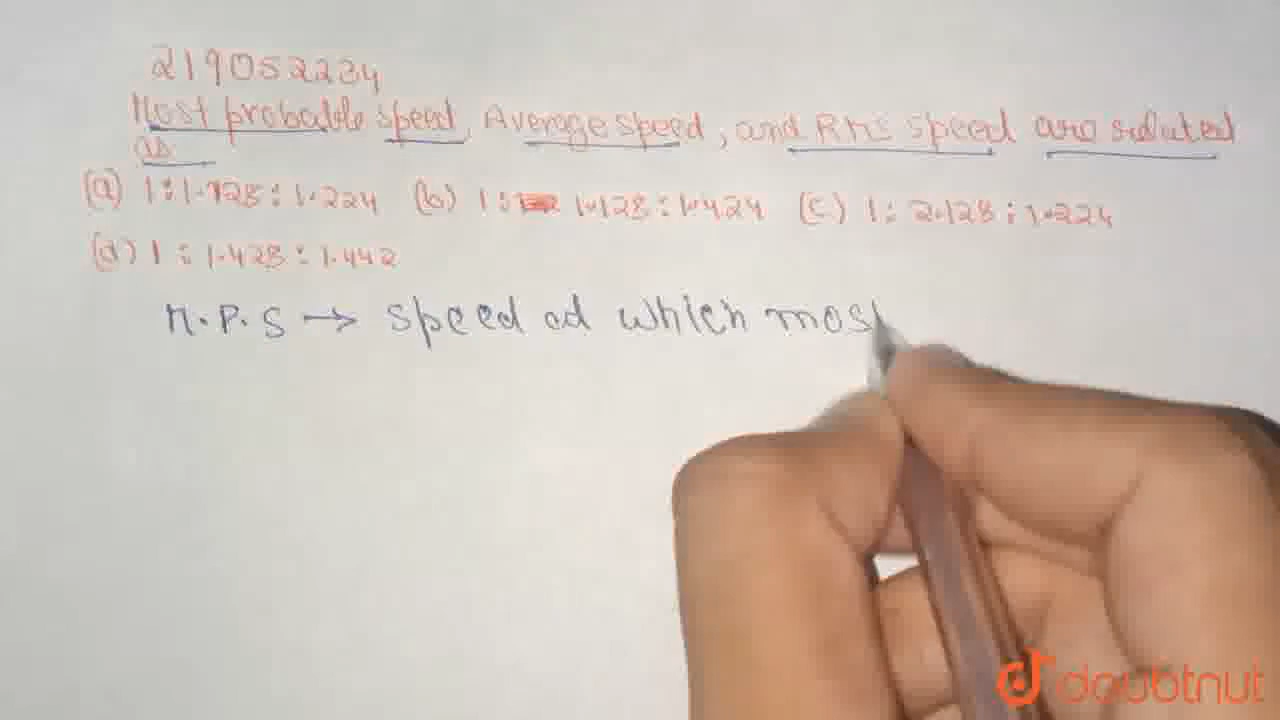 219052234
Most probable speed, Average speed, and RMS speed are related
as
(a) 1:1.128:1.224 (b) 1: 1.128:1.424 (c) 1:2.128:1.224
(d) 1:1.428:1.442
M.P.S → speed at which most
doubtnut